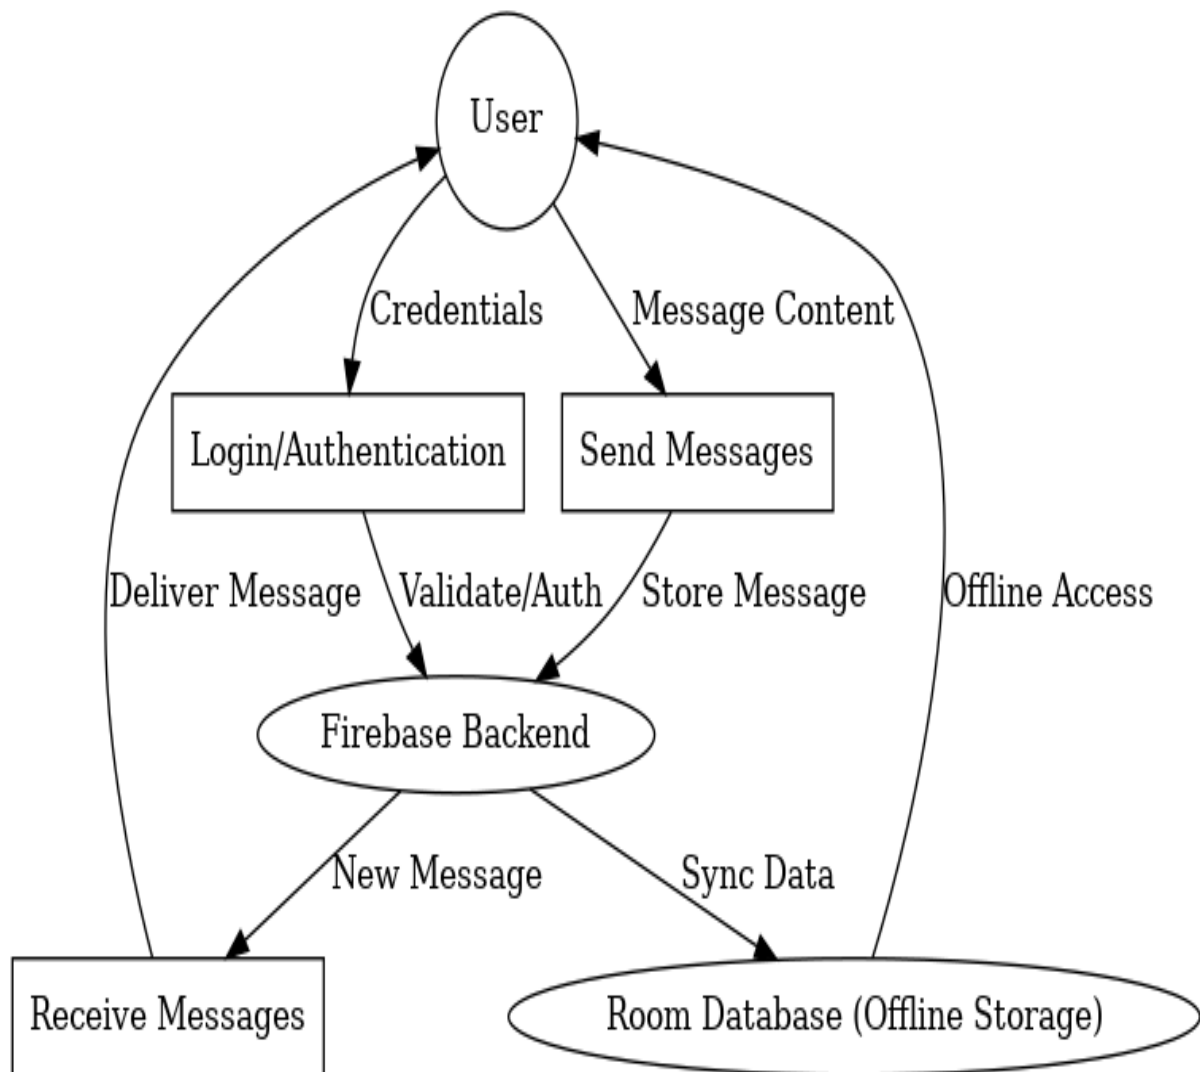 User
Credentials
Message Content
Login/Authentication
Send Messages
Deliver Message
Validate/Auth
Store Message
Offline Access
Firebase Backend
New Message
Sync Data
Receive Messages
Room Database (Offline Storage)